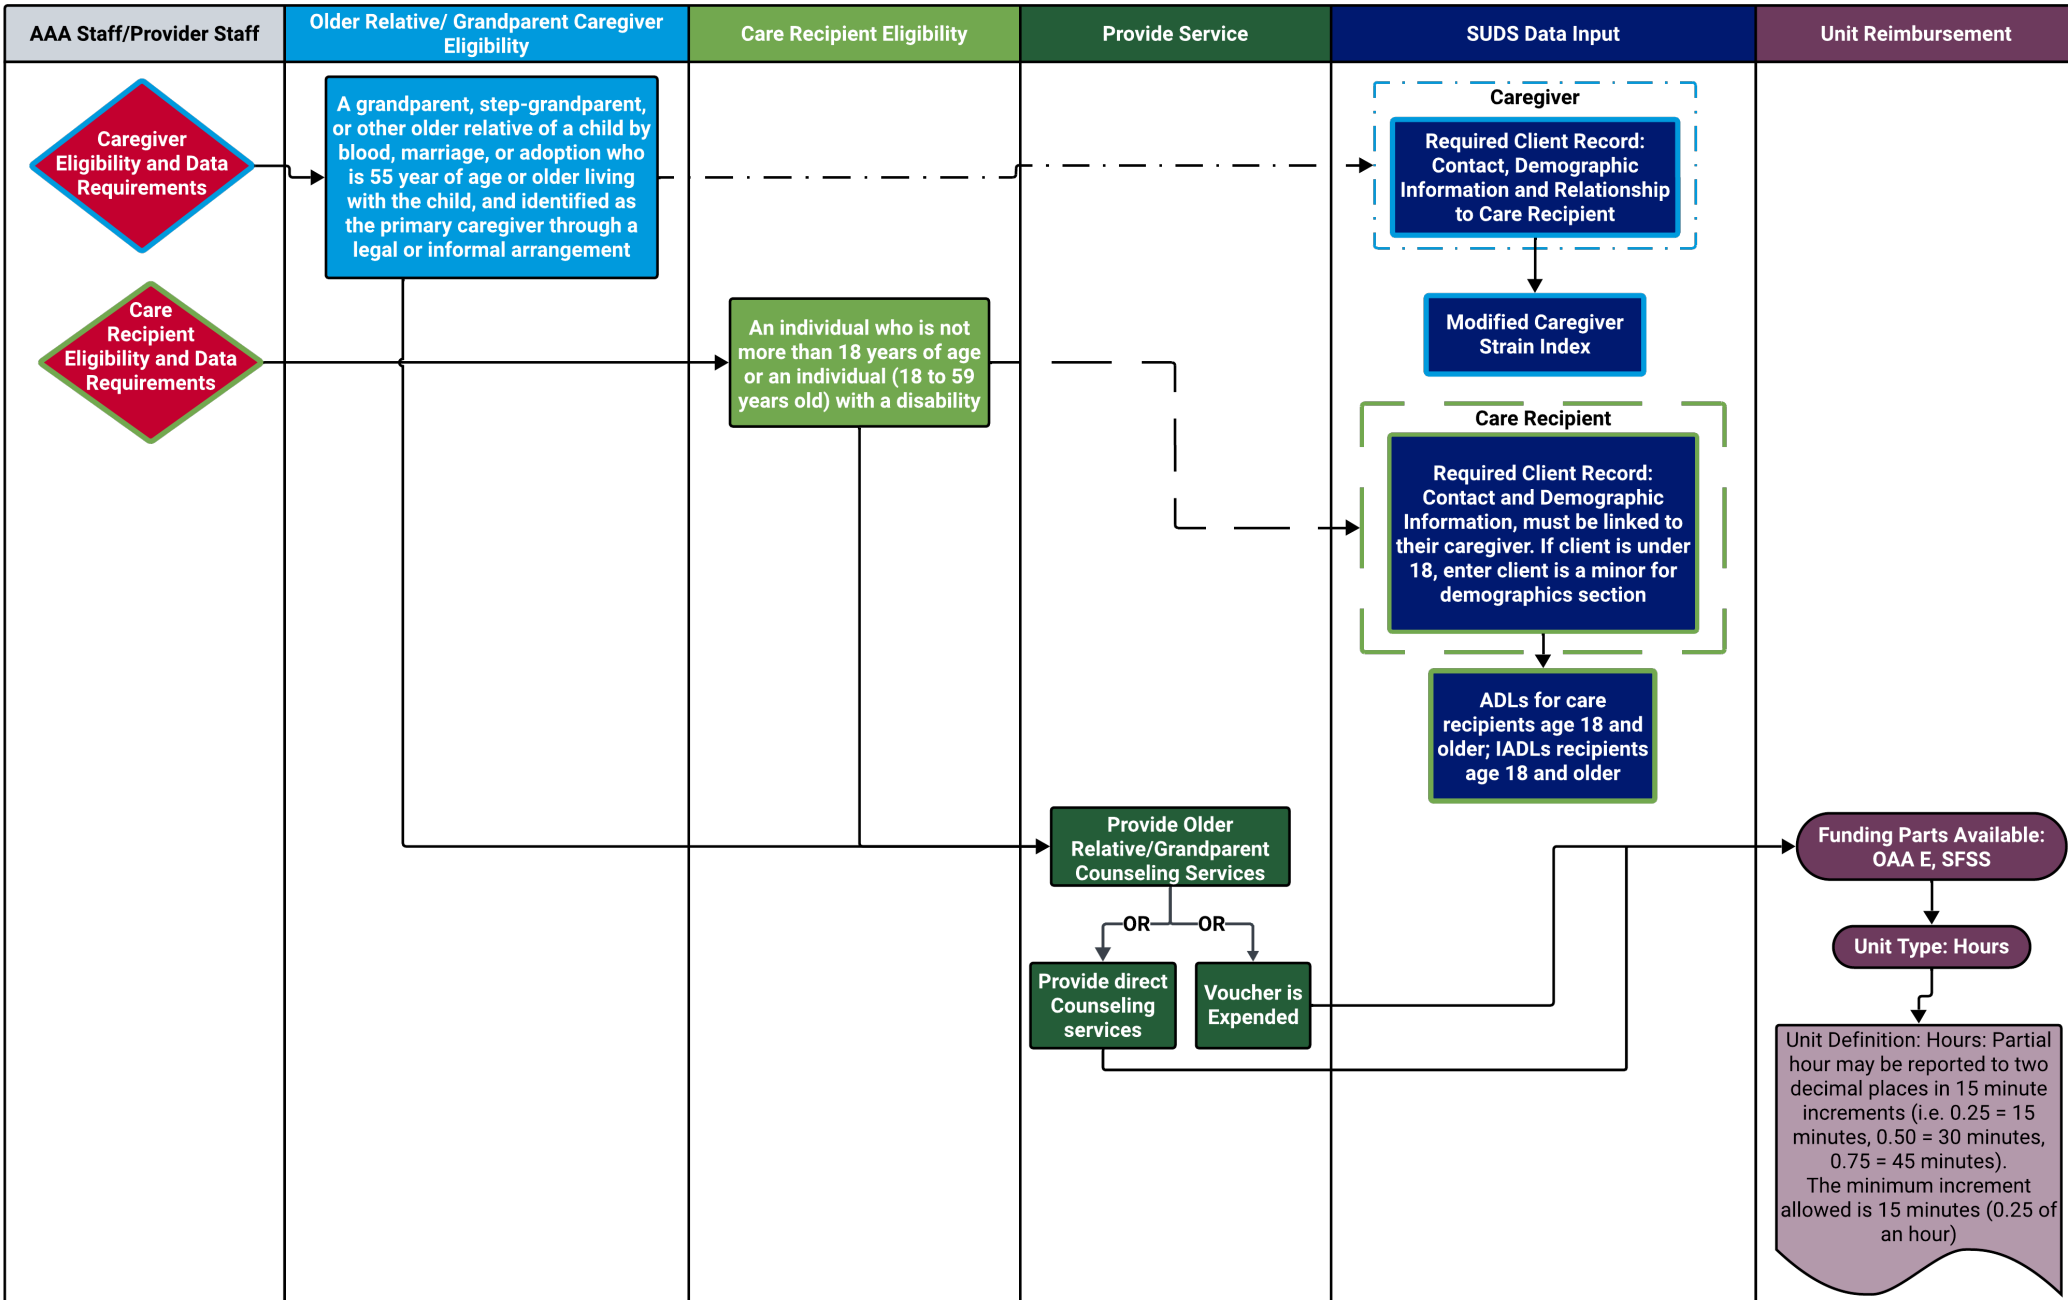 AAA Staff/Provider Staff
Older Relative/ Grandparent Caregiver
Eligibility
Care Recipient Eligibility
Provide Service
SUDS Data Input
Unit Reimbursement
Caregiver
Eligibility and Data
Requirements
A grandparent, step-grandparent,
or other older relative of a child by
blood, marriage, or adoption who
is 55 year of age or older living
with the child, and identified as
the primary caregiver through a
legal or informal arrangement
Caregiver
Required Client Record:
Contact, Demographic
Information and Relationship
to Care Recipient
Modified Caregiver
Strain Index
Care
Recipient
Eligibility and Data
Requirements
An individual who is not
more than 18 years of age
or an individual (18 to 59
years old) with a disability
Care Recipient
Required Client Record:
Contact and Demographic
Information, must be linked to
their caregiver. If client is under
18, enter client is a minor for
demographics section
ADLs for care
recipients age 18 and
older; IADLs recipients
age 18 and older
Provide Older
Relative/Grandparent
Counseling Services
OR
OR
Provide direct
Counseling
services
Voucher is
Expended
Funding Parts Available:
OAA E, SFSS
Unit Type: Hours
Unit Definition: Hours: Partial
hour may be reported to two
decimal places in 15 minute
increments (i.e. 0.25 = 15
minutes, 0.50 = 30 minutes,
0.75 = 45 minutes).
The minimum increment
allowed is 15 minutes (0.25 of
an hour)